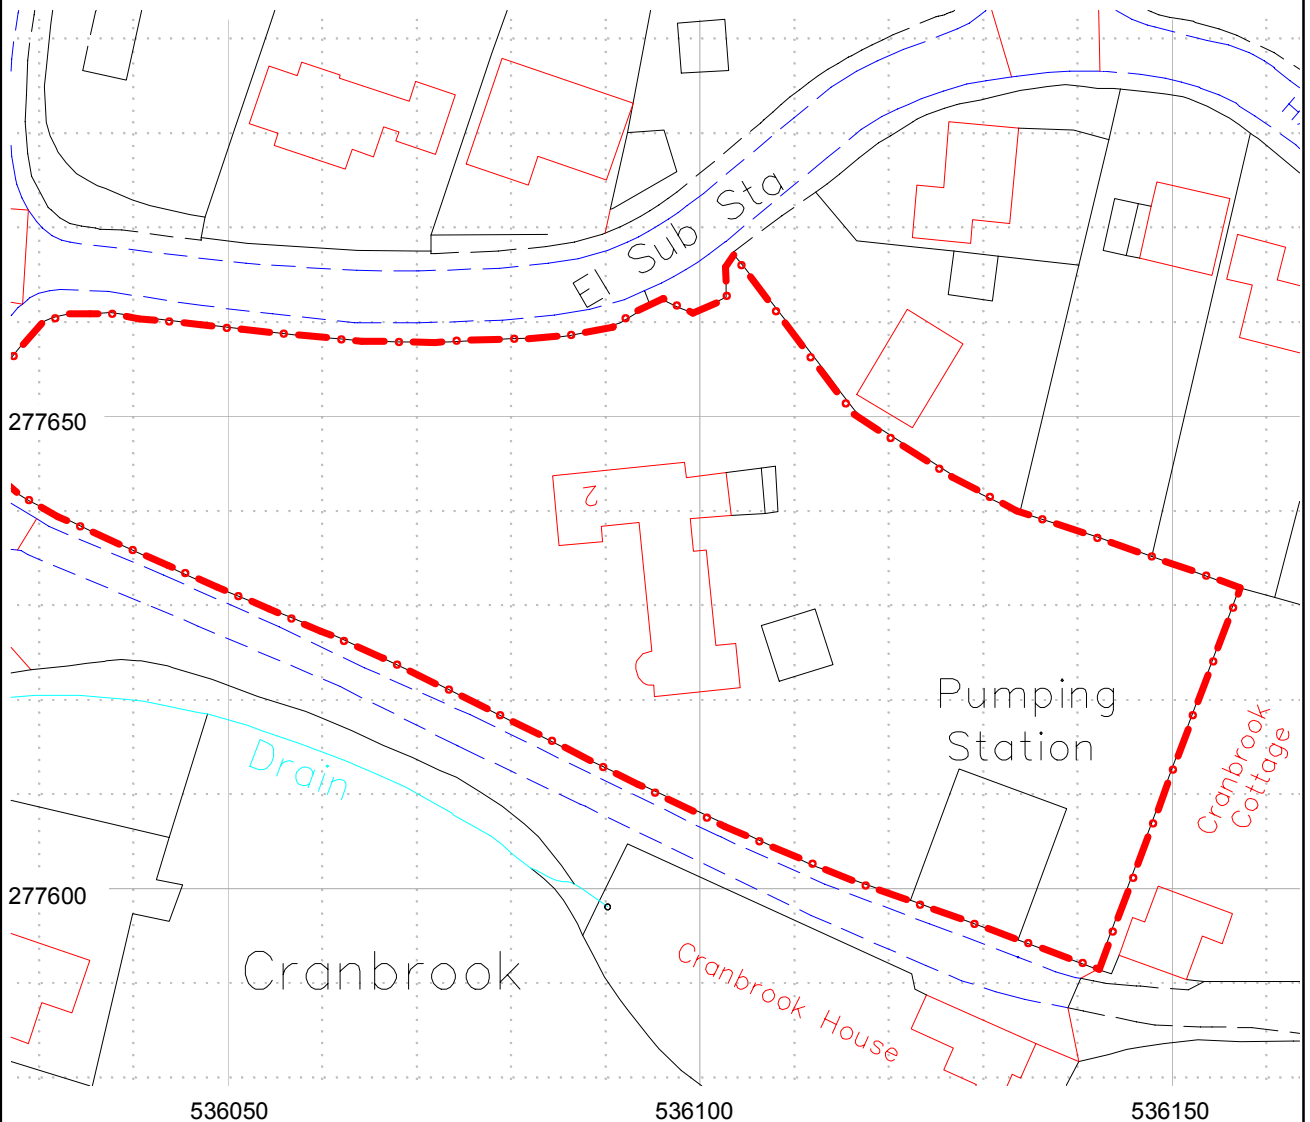 El Sub Sta
277650
2
Pumping
Station
Cranbrook
Cottage
Drain
277600
Cranbrook
Cranbrook House
536050
536100
536150